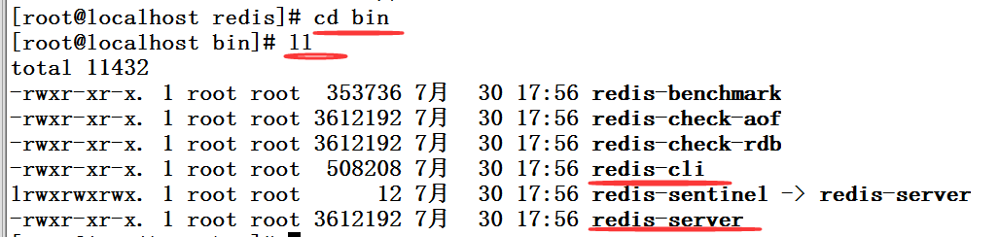 [root@localhost redis]# cd bin
[root@localhost bin]# ll
total 11432
-rwxr-xr-x. 1 root root  353736 7月  30 17:56 redis-benchmark
-rwxr-xr-x. 1 root root 3612192 7月  30 17:56 redis-check-aof
-rwxr-xr-x. 1 root root 3612192 7月  30 17:56 redis-check-rdb
-rwxr-xr-x. 1 root root  508208 7月  30 17:56 redis-cli
lrwxrwxrwx. 1 root root      12 7月  30 17:56 redis-sentinel -> redis-server
-rwxr-xr-x. 1 root root 3612192 7月  30 17:56 redis-server